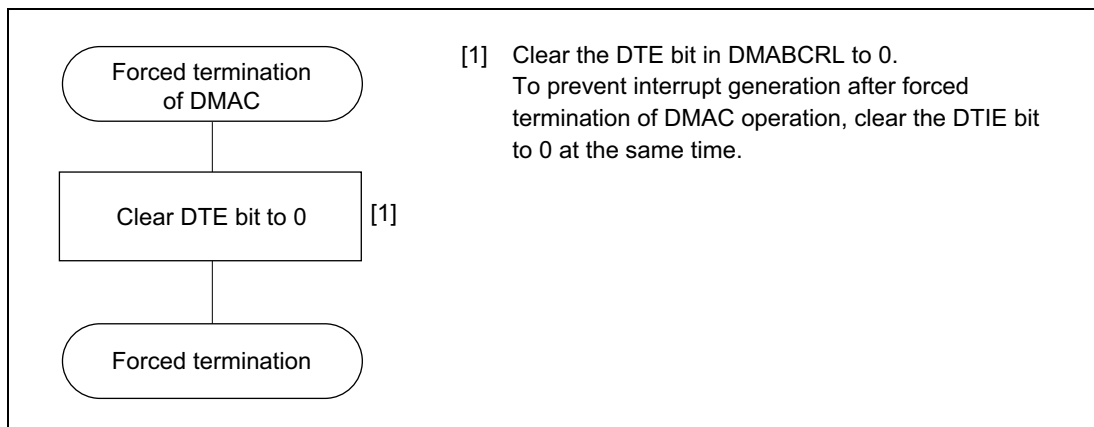 Forced termination
of DMAC
Clear DTE bit to 0
[1]
Forced termination
[1] Clear the DTE bit in DMABCRL to 0.
To prevent interrupt generation after forced
termination of DMAC operation, clear the DTIE bit
to 0 at the same time.